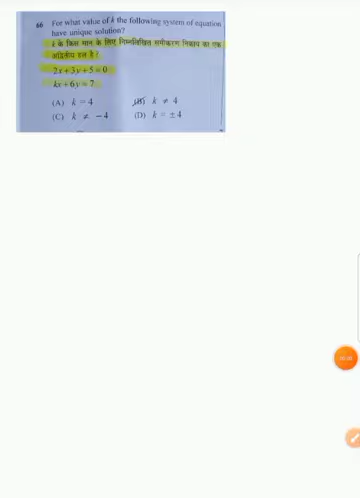 60 For what value of k the following system of equation
have unique solution?
k के किस मान के लिए निम्नलिखित समीकरण निकाय का एक
अद्वितीय हल है ?
2x + 3y + 5 = 0
kx + 6y = 7
(A) k = 4 (B) k ≠ 4
(C) k ≠ -4 (D) k = ± 4